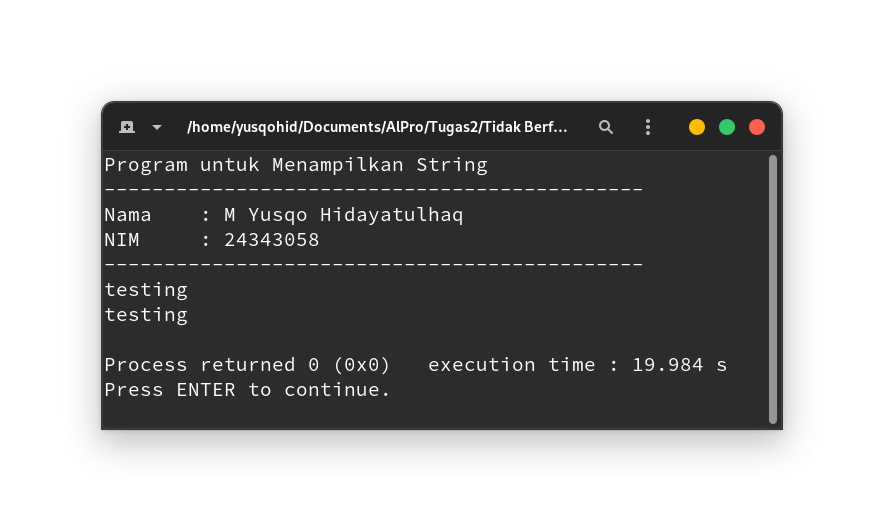 /home/yusqohid/Documents/AlPro/Tugas2/Tidak Berf...
Program untuk Menampilkan String
---------------------------------------------
Nama    : M Yusqo Hidayatulhaq
NIM     : 24343058
---------------------------------------------
testing
testing
Process returned 0 (0x0)   execution time : 19.984 s
Press ENTER to continue.